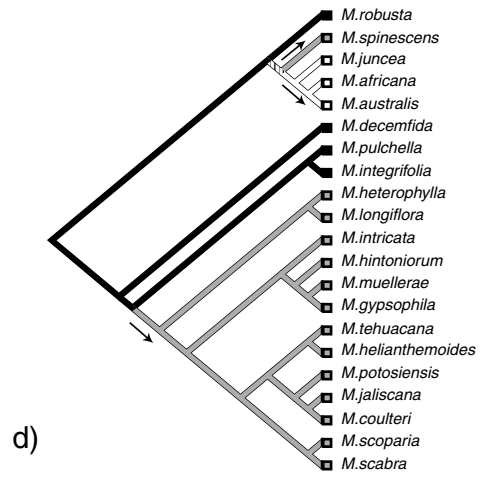 M.robusta
M.spinescens
M.juncea
M.africana
M.australis
M.decemfida
M.pulchella
M.integrifolia
M.heterophylla
M.longiflora
M.intricata
M.hintoniorum
M.muellerae
M.gypsophila
M.tehuacana
M.helianthemoides
M.potosiensis
M.jaliscana
M.coulteri
M.scoparia
M.scabra
d)